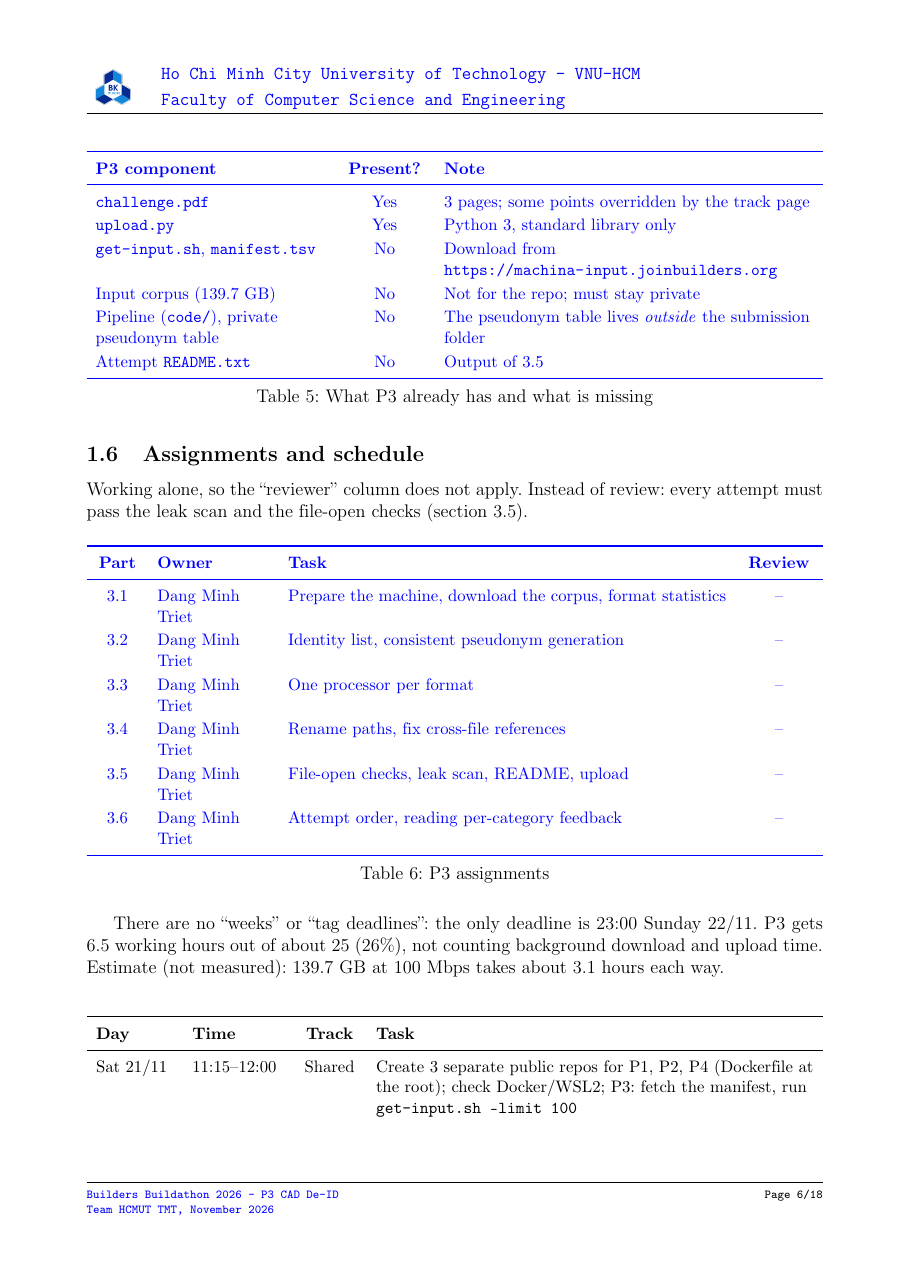 BK
Ho Chi Minh City University of Technology - VNU-HCM
Faculty of Computer Science and Engineering
P3 component Present? Note
challenge.pdf Yes 3 pages; some points overridden by the track page
upload.py Yes Python 3, standard library only
get-input.sh, manifest.tsv No Download from
https://machina-input.joinbuilders.org
Input corpus (139.7 GB) No Not for the repo; must stay private
Pipeline (code/), private No The pseudonym table lives outside the submission
pseudonym table folder
Attempt README.txt No Output of 3.5
Table 5: What P3 already has and what is missing
1.6 Assignments and schedule
Working alone, so the “reviewer” column does not apply. Instead of review: every attempt must
pass the leak scan and the file-open checks (section 3.5).
Part Owner Task Review
3.1 Dang Minh Prepare the machine, download the corpus, format statistics –
Triet
3.2 Dang Minh Identity list, consistent pseudonym generation –
Triet
3.3 Dang Minh One processor per format –
Triet
3.4 Dang Minh Rename paths, fix cross-file references –
Triet
3.5 Dang Minh File-open checks, leak scan, README, upload –
Triet
3.6 Dang Minh Attempt order, reading per-category feedback –
Triet
Table 6: P3 assignments
There are no “weeks” or “tag deadlines”: the only deadline is 23:00 Sunday 22/11. P3 gets
6.5 working hours out of about 25 (26%), not counting background download and upload time.
Estimate (not measured): 139.7 GB at 100 Mbps takes about 3.1 hours each way.
Day Time Track Task
Sat 21/11 11:15–12:00 Shared Create 3 separate public repos for P1, P2, P4 (Dockerfile at
the root); check Docker/WSL2; P3: fetch the manifest, run
get-input.sh -limit 100
Builders Buildathon 2026 - P3 CAD De-ID Page 6/18
Team HCMUT TMT, November 2026